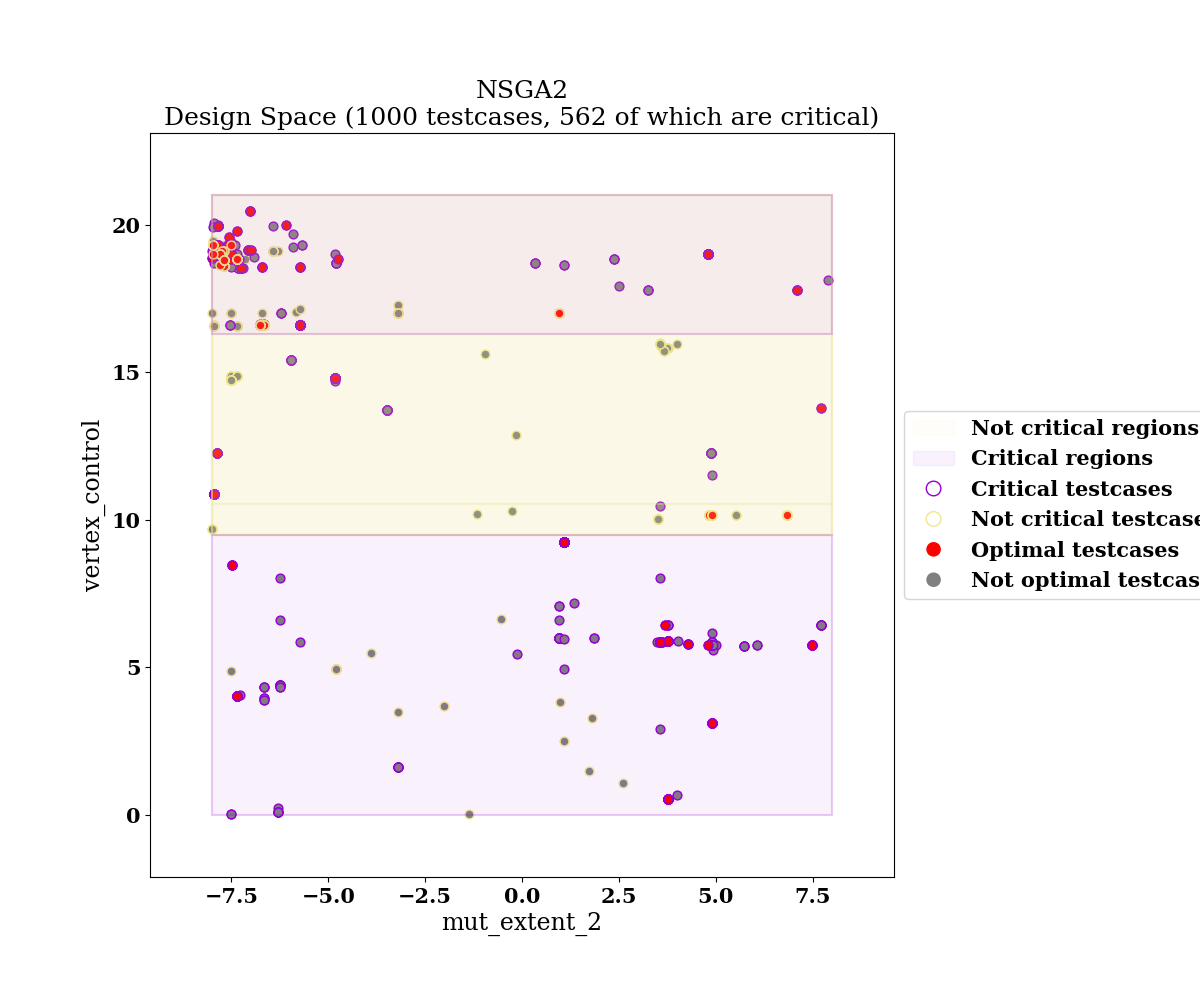 NSGA2
Design Space (1000 testcases, 562 of which are critical)
20
15
10
5
0
vertex_control
−7.5 −5.0 −2.5 0.0 2.5 5.0 7.5
mut_extent_2
Not critical regions
Critical regions
Critical testcases
Not critical testcase
Optimal testcases
Not optimal testcas